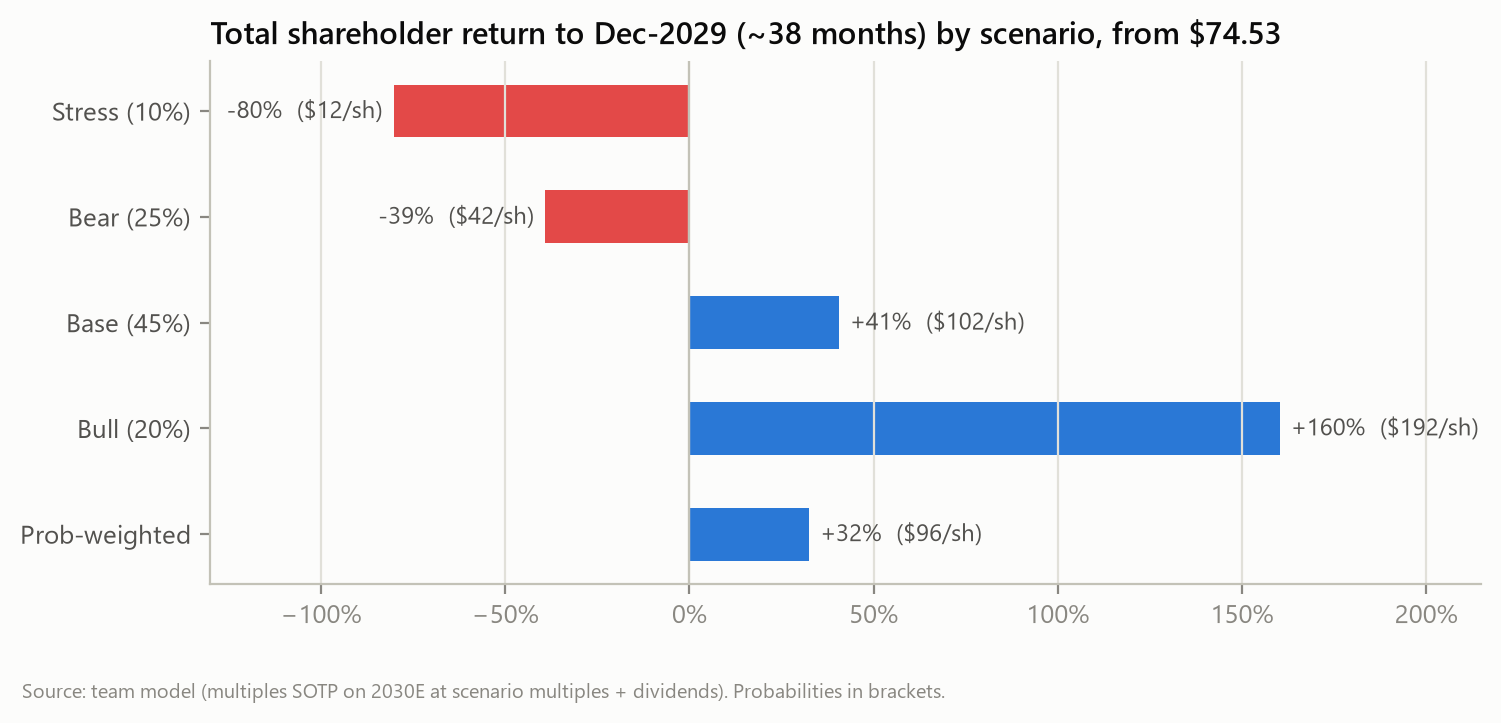 Total shareholder return to Dec-2029 (~38 months) by scenario, from $74.53
Stress (10%) -80% ($12/sh)
Bear (25%) -39% ($42/sh)
Base (45%) +41% ($102/sh)
Bull (20%) +160% ($192/sh)
Prob-weighted +32% ($96/sh)
−100% −50% 0% 50% 100% 150% 200%
Source: team model (multiples SOTP on 2030E at scenario multiples + dividends). Probabilities in brackets.